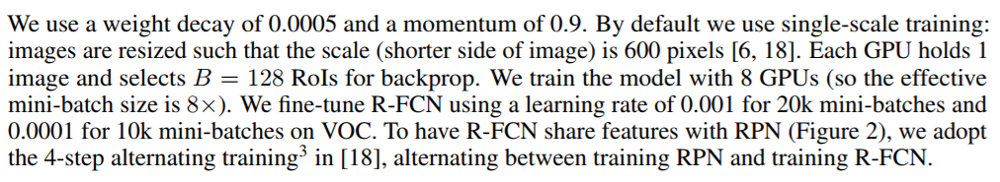 We use a weight decay of 0.0005 and a momentum of 0.9. By default we use single-scale training:
images are resized such that the scale (shorter side of image) is 600 pixels [6, 18]. Each GPU holds 1
image and selects B = 128 RoIs for backprop. We train the model with 8 GPUs (so the effective
mini-batch size is 8×). We fine-tune R-FCN using a learning rate of 0.001 for 20k mini-batches and
0.0001 for 10k mini-batches on VOC. To have R-FCN share features with RPN (Figure 2), we adopt
the 4-step alternating training³ in [18], alternating between training RPN and training R-FCN.